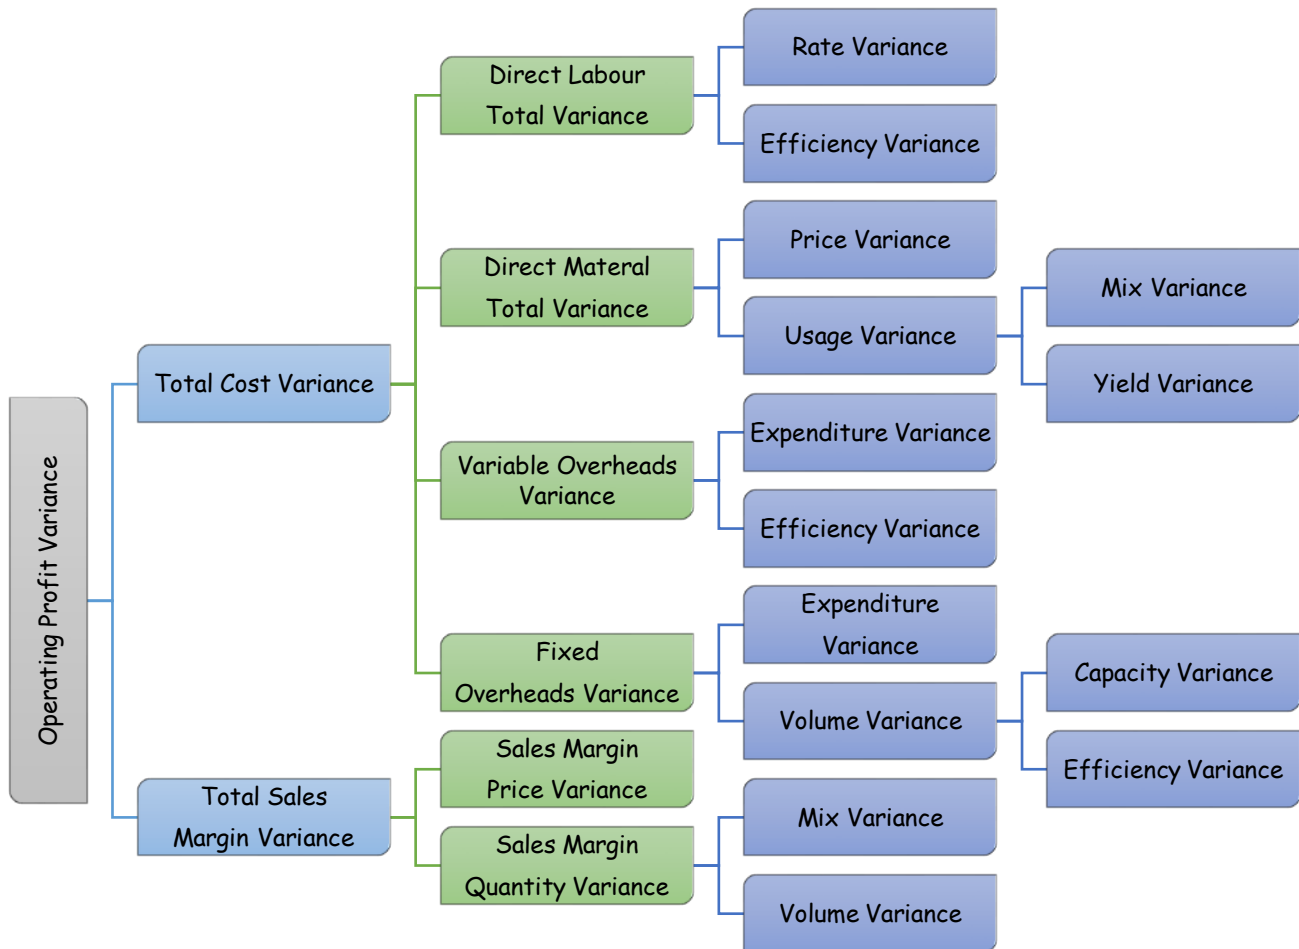 Operating Profit Variance
Total Cost Variance
Direct Labour
Total Variance
Rate Variance
Efficiency Variance
Direct Materal
Total Variance
Price Variance
Usage Variance
Mix Variance
Yield Variance
Variable Overheads
Variance
Expenditure Variance
Efficiency Variance
Fixed
Overheads Variance
Expenditure
Variance
Volume Variance
Capacity Variance
Efficiency Variance
Total Sales
Margin Variance
Sales Margin
Price Variance
Sales Margin
Quantity Variance
Mix Variance
Volume Variance